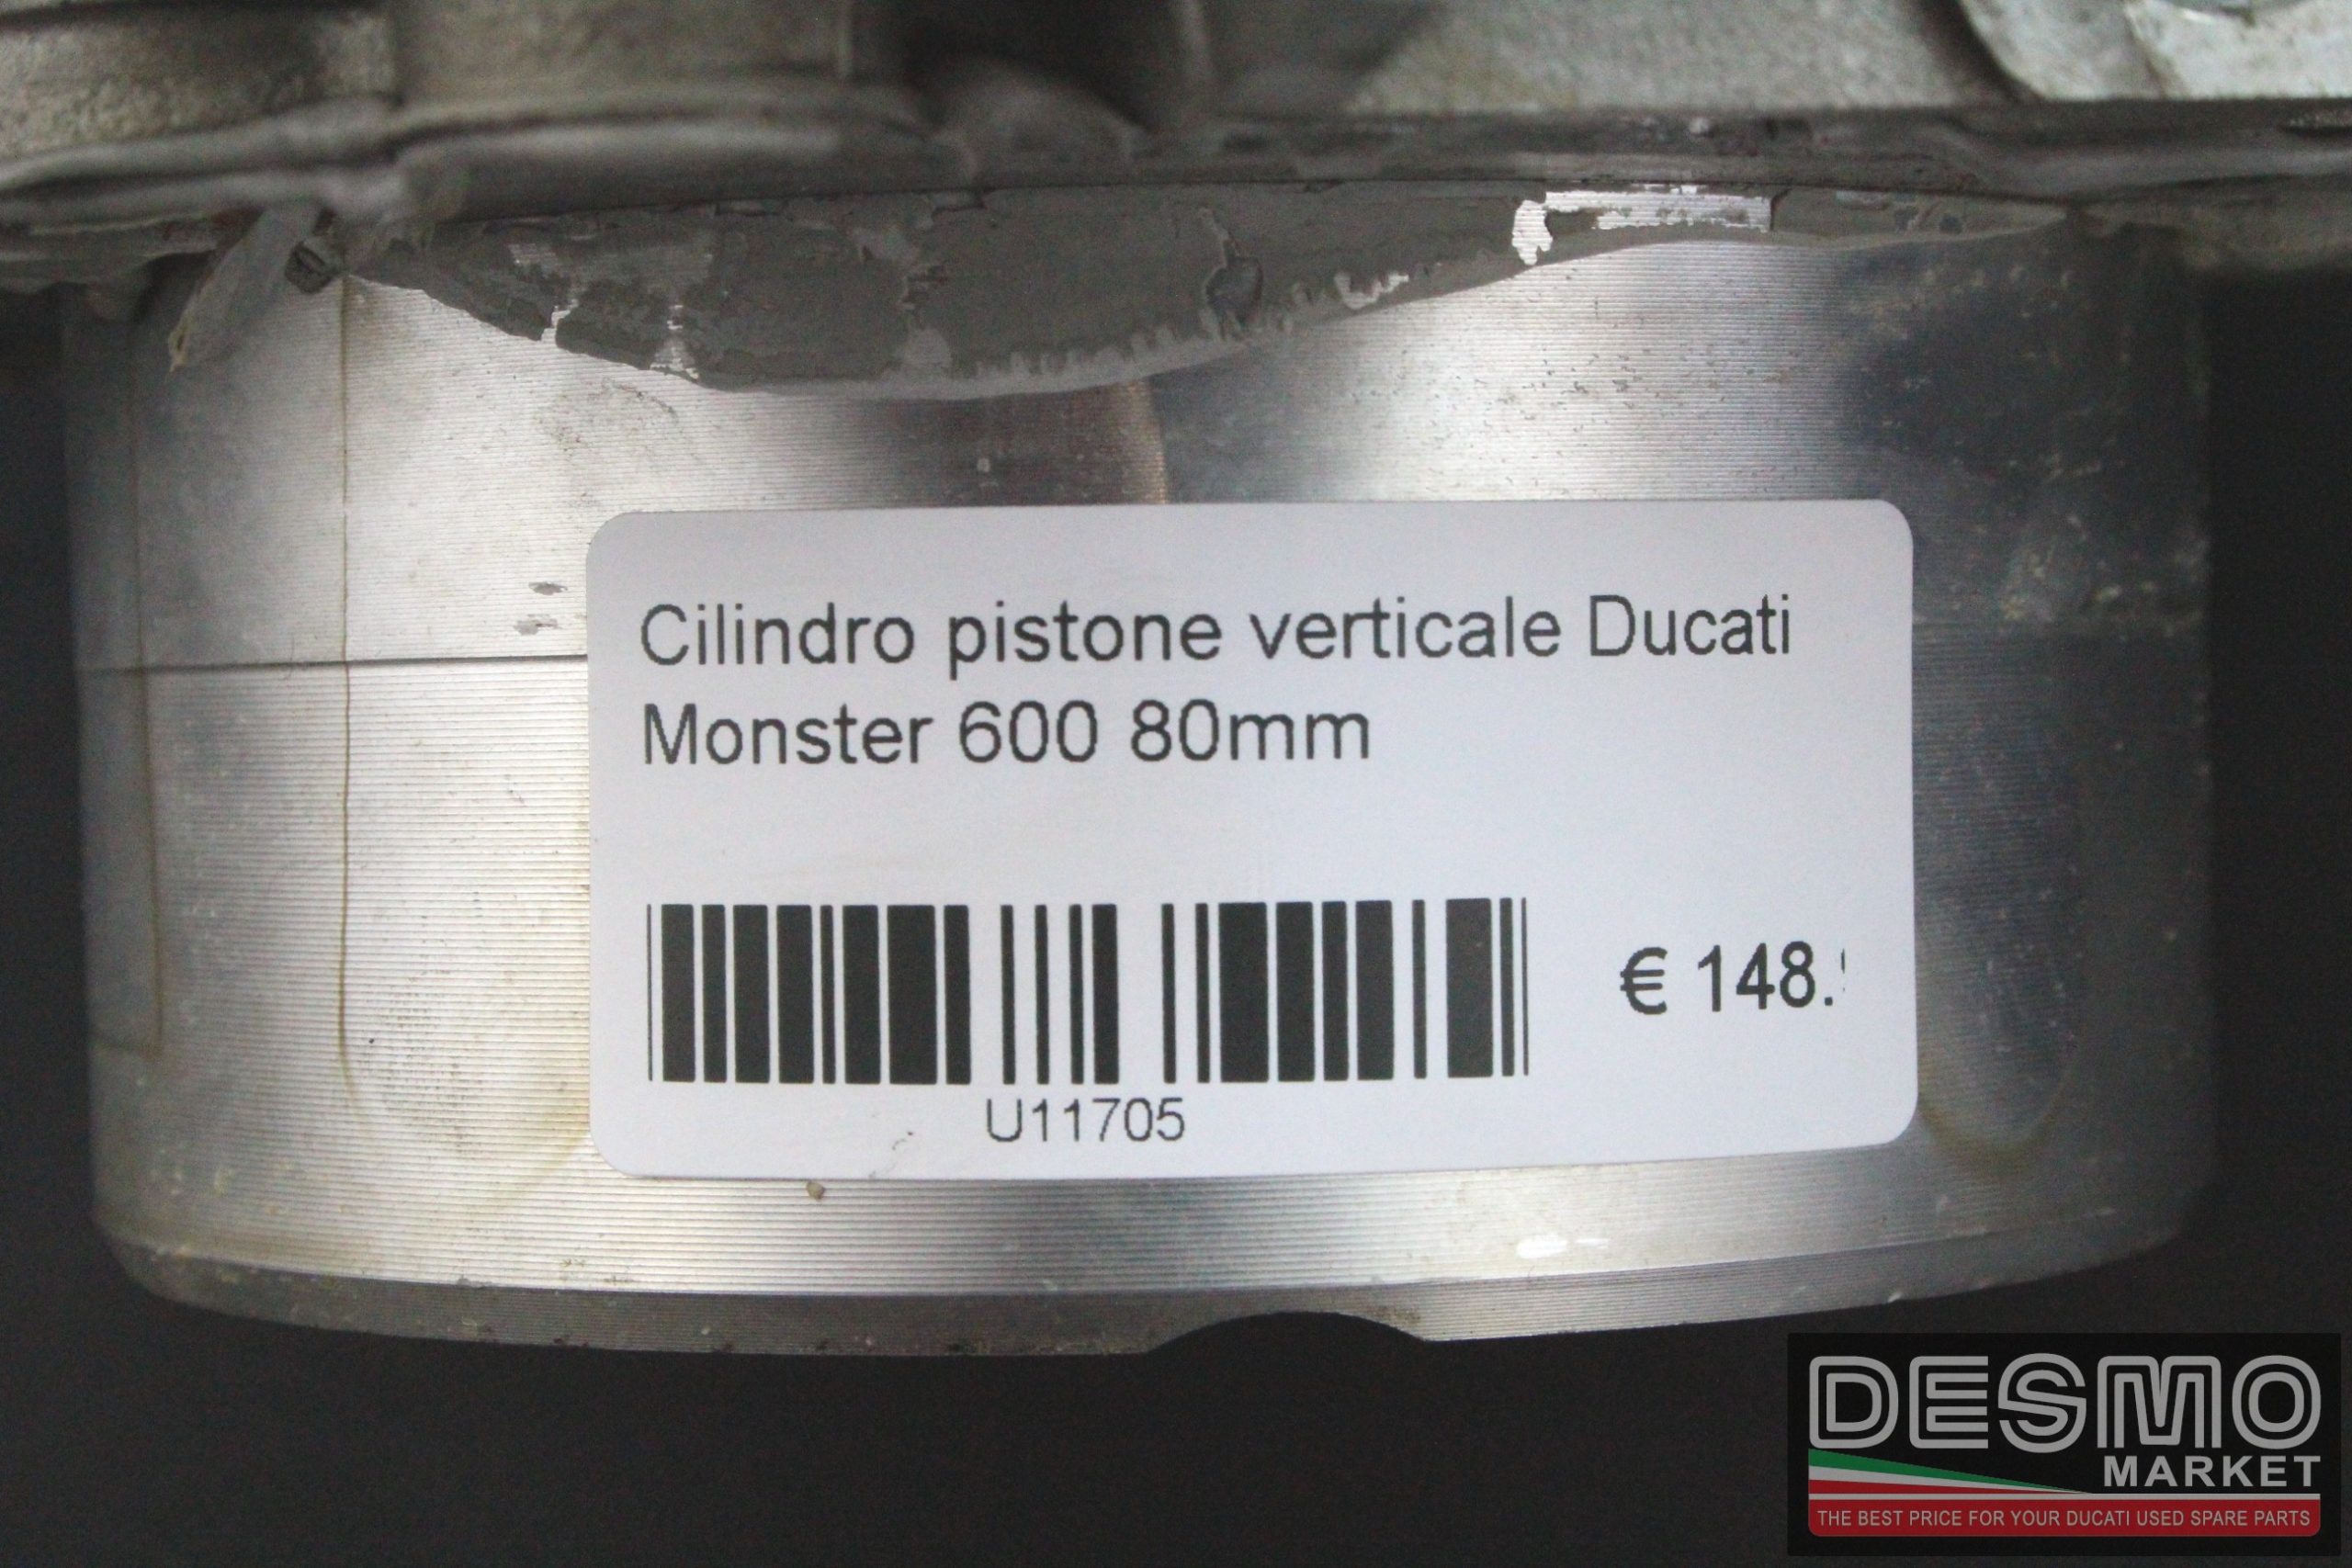 Cilindro pistone verticale Ducati
Monster 600 80mm
€ 148.
U11705
DESMO
MARKET
THE BEST PRICE FOR YOUR DUCATI USED SPARE PARTS